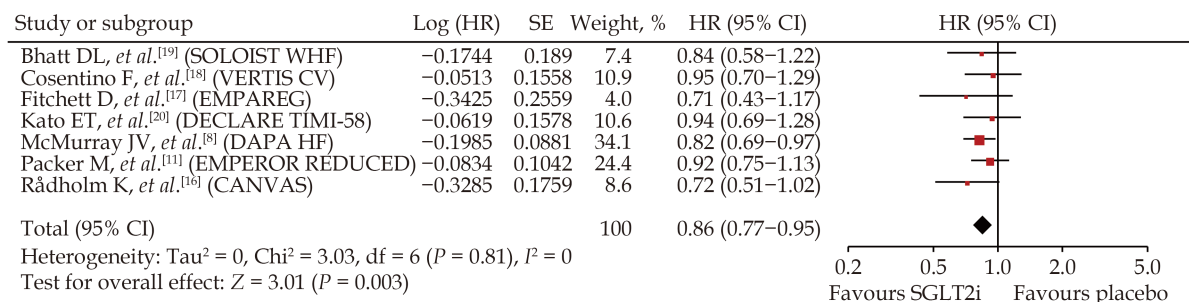 Study or subgroup Log (HR) SE Weight, % HR (95% CI) HR (95% CI)
Bhatt DL, et al.[19] (SOLOIST WHF) −0.1744 0.189 7.4 0.84 (0.58−1.22)
Cosentino F, et al.[18] (VERTIS CV) −0.0513 0.1558 10.9 0.95 (0.70−1.29)
Fitchett D, et al.[17] (EMPAREG) −0.3425 0.2559 4.0 0.71 (0.43−1.17)
Kato ET, et al.[20] (DECLARE TIMI-58) −0.0619 0.1578 10.6 0.94 (0.69−1.28)
McMurray JV, et al.[8] (DAPA HF) −0.1985 0.0881 34.1 0.82 (0.69−0.97)
Packer M, et al.[11] (EMPEROR REDUCED) −0.0834 0.1042 24.4 0.92 (0.75−1.13)
Rådholm K, et al.[16] (CANVAS) −0.3285 0.1759 8.6 0.72 (0.51−1.02)
Total (95% CI) 100 0.86 (0.77−0.95)
Heterogeneity: Tau² = 0, Chi² = 3.03, df = 6 (P = 0.81), I² = 0
Test for overall effect: Z = 3.01 (P = 0.003)
0.2 0.5 1.0 2.0 5.0
Favours SGLT2i Favours placebo